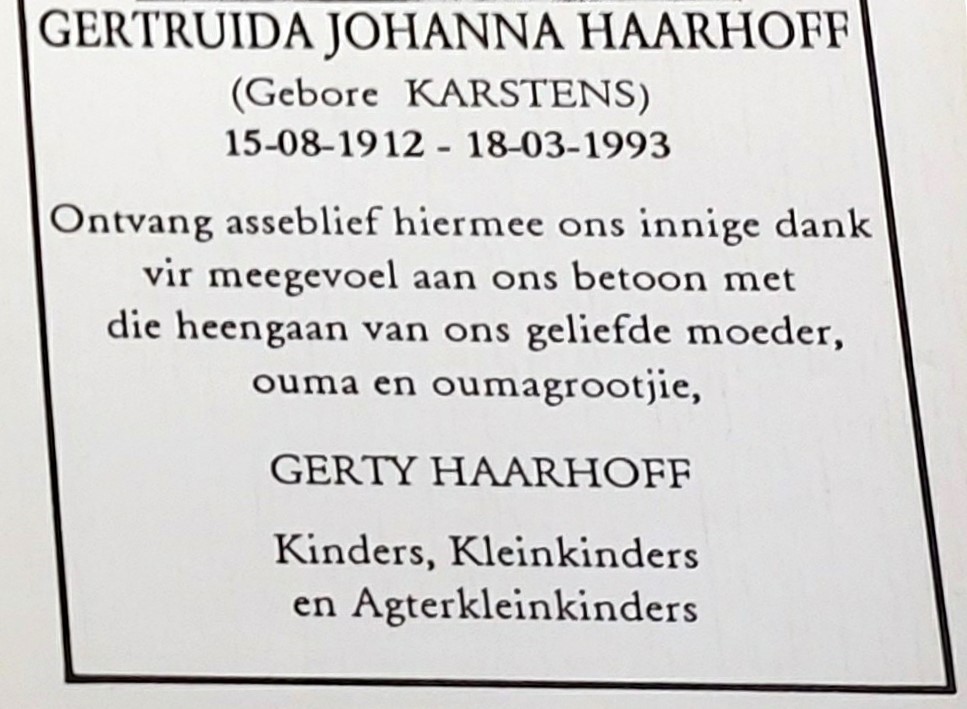 GERTRUIDA JOHANNA HAARHOFF
(Gebore KARSTENS)
15-08-1912 - 18-03-1993
Ontvang asseblief hiermee ons innige dank
vir meegevoel aan ons betoon met
die heengaan van ons geliefde moeder,
ouma en oumagrootjie,
GERTY HAARHOFF
Kinders, Kleinkinders
en Agterkleinkinders